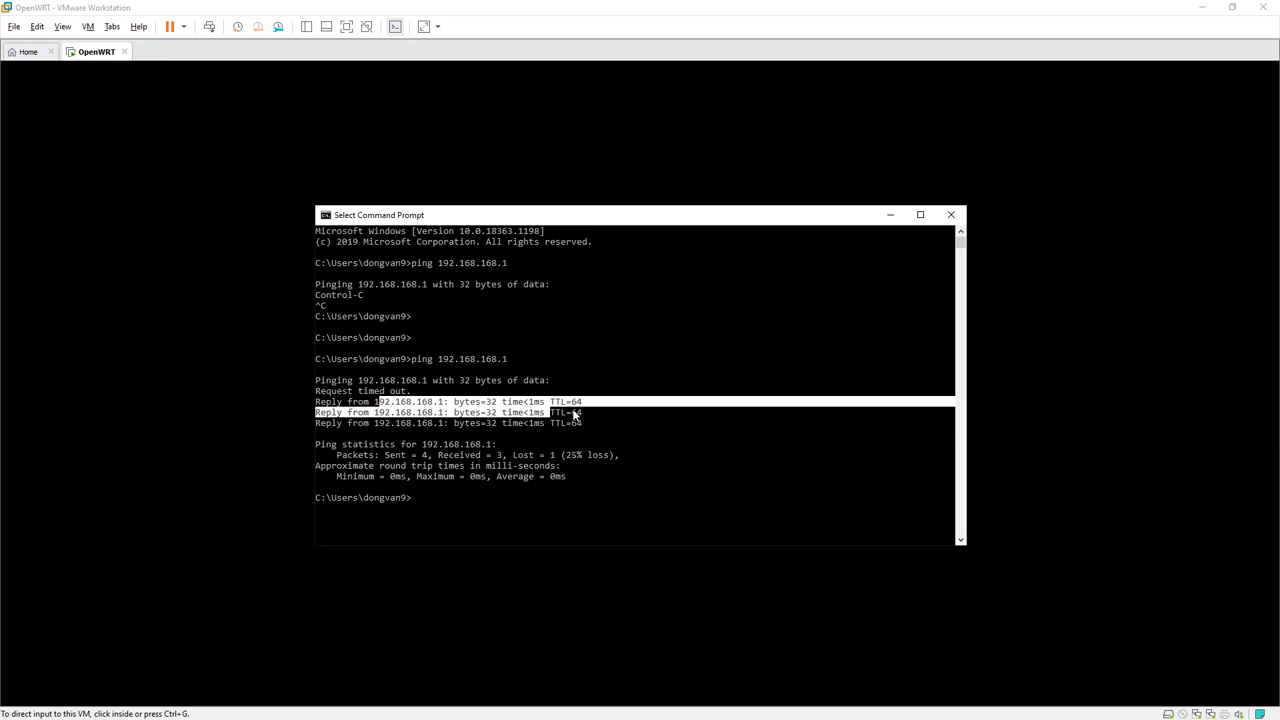 OpenWRT - VMware Workstation
File Edit View VM Tabs Help
Home OpenWRT
Select Command Prompt
Microsoft Windows [Version 10.0.18363.1198]
(c) 2019 Microsoft Corporation. All rights reserved.
C:\Users\dongvan9>ping 192.168.168.1
Pinging 192.168.168.1 with 32 bytes of data:
Control-C
^C
C:\Users\dongvan9>
C:\Users\dongvan9>
C:\Users\dongvan9>ping 192.168.168.1
Pinging 192.168.168.1 with 32 bytes of data:
Request timed out.
Reply from 192.168.168.1: bytes=32 time<1ms TTL=64
Reply from 192.168.168.1: bytes=32 time<1ms TTL=64
Reply from 192.168.168.1: bytes=32 time<1ms TTL=64
Ping statistics for 192.168.168.1:
Packets: Sent = 4, Received = 3, Lost = 1 (25% loss),
Approximate round trip times in milli-seconds:
Minimum = 0ms, Maximum = 0ms, Average = 0ms
C:\Users\dongvan9>
To direct input to this VM, click inside or press Ctrl+G.